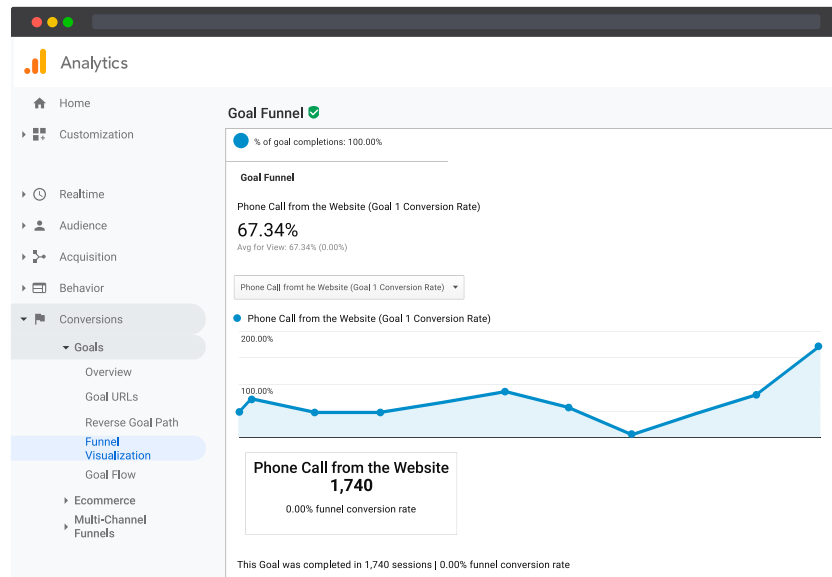 Analytics
Home
Customization
Realtime
Audience
Acquisition
Behavior
Conversions
Goals
Overview
Goal URLs
Reverse Goal Path
Funnel
Visualization
Goal Flow
Ecommerce
Multi-Channel
Funnels
Goal Funnel
% of goal completions: 100.00%
Goal Funnel
Phone Call from the Website (Goal 1 Conversion Rate)
67.34%
Avg for View: 67.34% (0.00%)
Phone Call fromt he Website (Goal 1 Conversion Rate)
Phone Call from the Website (Goal 1 Conversion Rate)
200.00%
100.00%
Phone Call from the Website
1,740
0.00% funnel conversion rate
This Goal was completed in 1,740 sessions | 0.00% funnel conversion rate